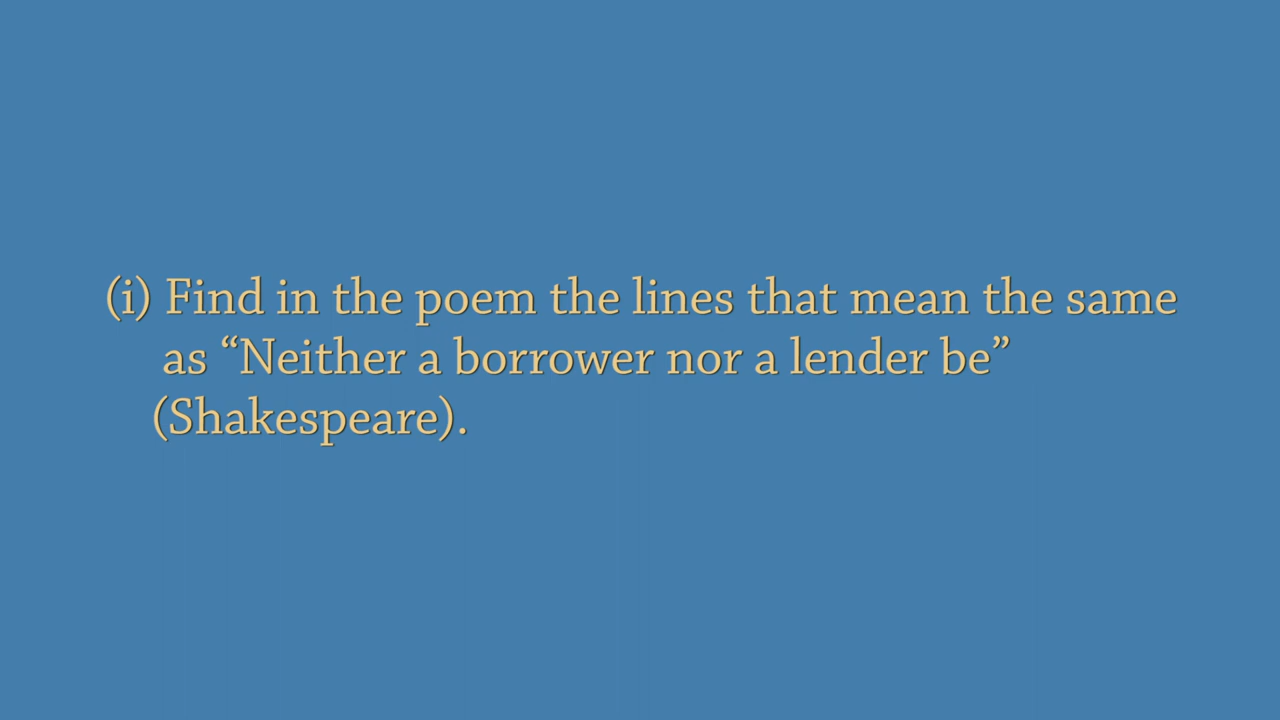 (i) Find in the poem the lines that mean the same
as “Neither a borrower nor a lender be”
(Shakespeare).